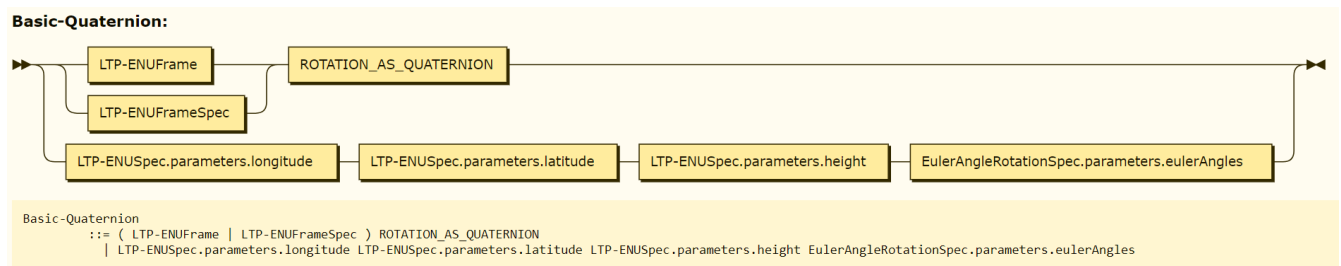 Basic-Quaternion:
LTP-ENUFrame ROTATION_AS_QUATERNION
LTP-ENUFrameSpec
LTP-ENUSpec.parameters.longitude LTP-ENUSpec.parameters.latitude LTP-ENUSpec.parameters.height EulerAngleRotationSpec.parameters.eulerAngles
Basic-Quaternion
::= ( LTP-ENUFrame | LTP-ENUFrameSpec ) ROTATION_AS_QUATERNION
| LTP-ENUSpec.parameters.longitude LTP-ENUSpec.parameters.latitude LTP-ENUSpec.parameters.height EulerAngleRotationSpec.parameters.eulerAngles